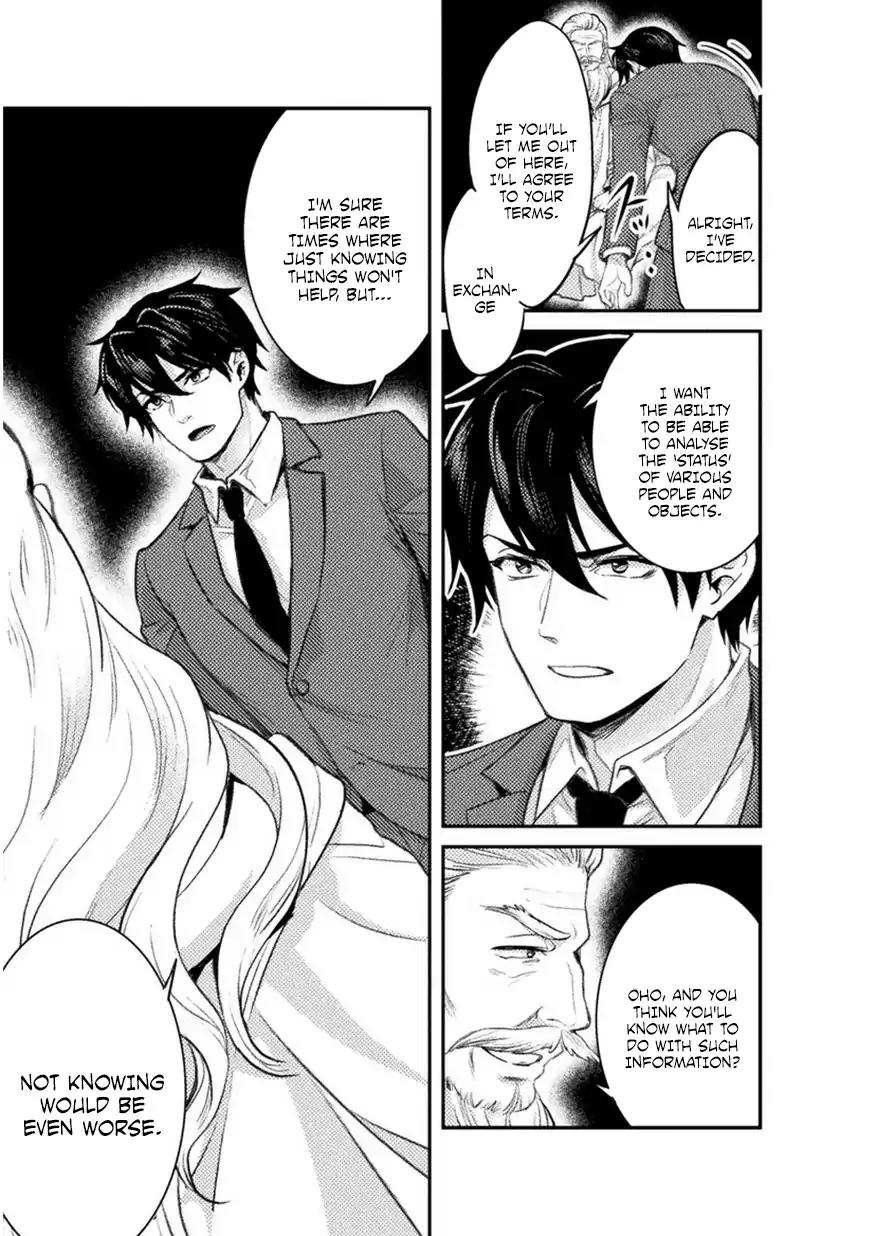 ALRIGHT,
I'VE
DECIDED.
IF YOU'LL
LET ME OUT
OF HERE,
I'LL AGREE
TO YOUR
TERMS.
IN
EXCHAN-
GE
I WANT
THE ABILITY
TO BE ABLE
TO ANALYSE
THE 'STATUS'
OF VARIOUS
PEOPLE AND
OBJECTS.
OHO, AND YOU
THINK YOU'LL
KNOW WHAT TO
DO WITH SUCH
INFORMATION?
I'M SURE
THERE ARE
TIMES WHERE
JUST KNOWING
THINGS WON'T
HELP, BUT...
NOT KNOWING
WOULD BE
EVEN WORSE.